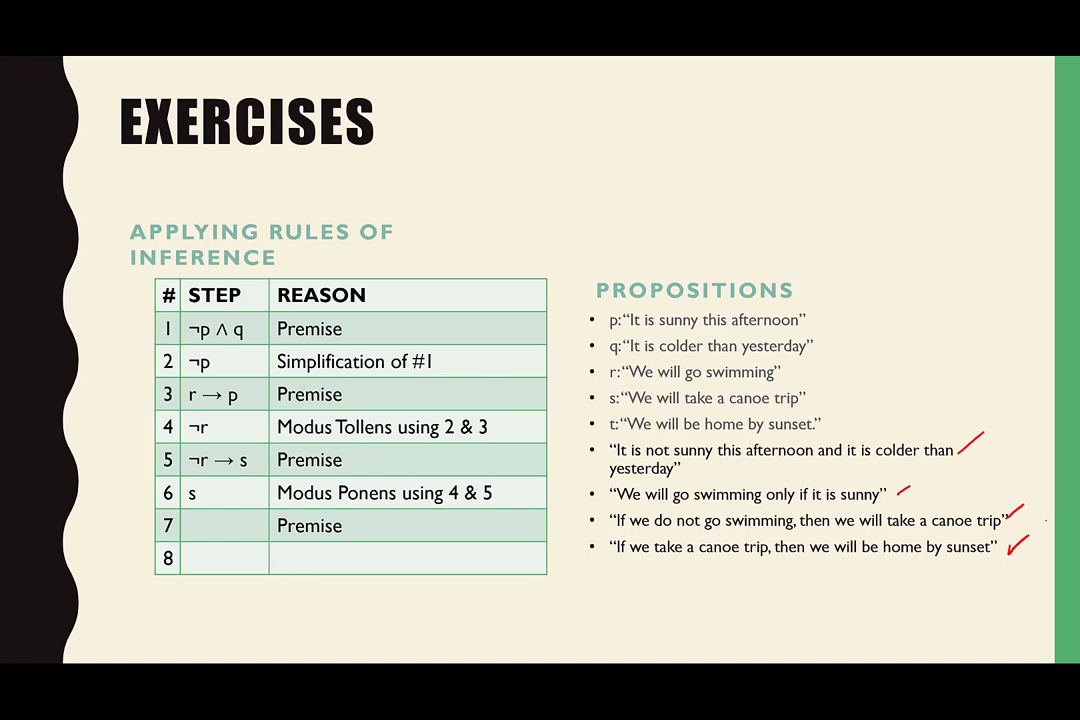 EXERCISES
APPLYING RULES OF
INFERENCE
# STEP REASON
1 ¬p ∧ q Premise
2 ¬p Simplification of #1
3 r → p Premise
4 ¬r Modus Tollens using 2 & 3
5 ¬r → s Premise
6 s Modus Ponens using 4 & 5
7 Premise
8
PROPOSITIONS
• p:“It is sunny this afternoon”
• q:“It is colder than yesterday”
• r:“We will go swimming”
• s:“We will take a canoe trip”
• t:“We will be home by sunset.”
• “It is not sunny this afternoon and it is colder than
yesterday”
• “We will go swimming only if it is sunny”
• “If we do not go swimming, then we will take a canoe trip”
• “If we take a canoe trip, then we will be home by sunset”